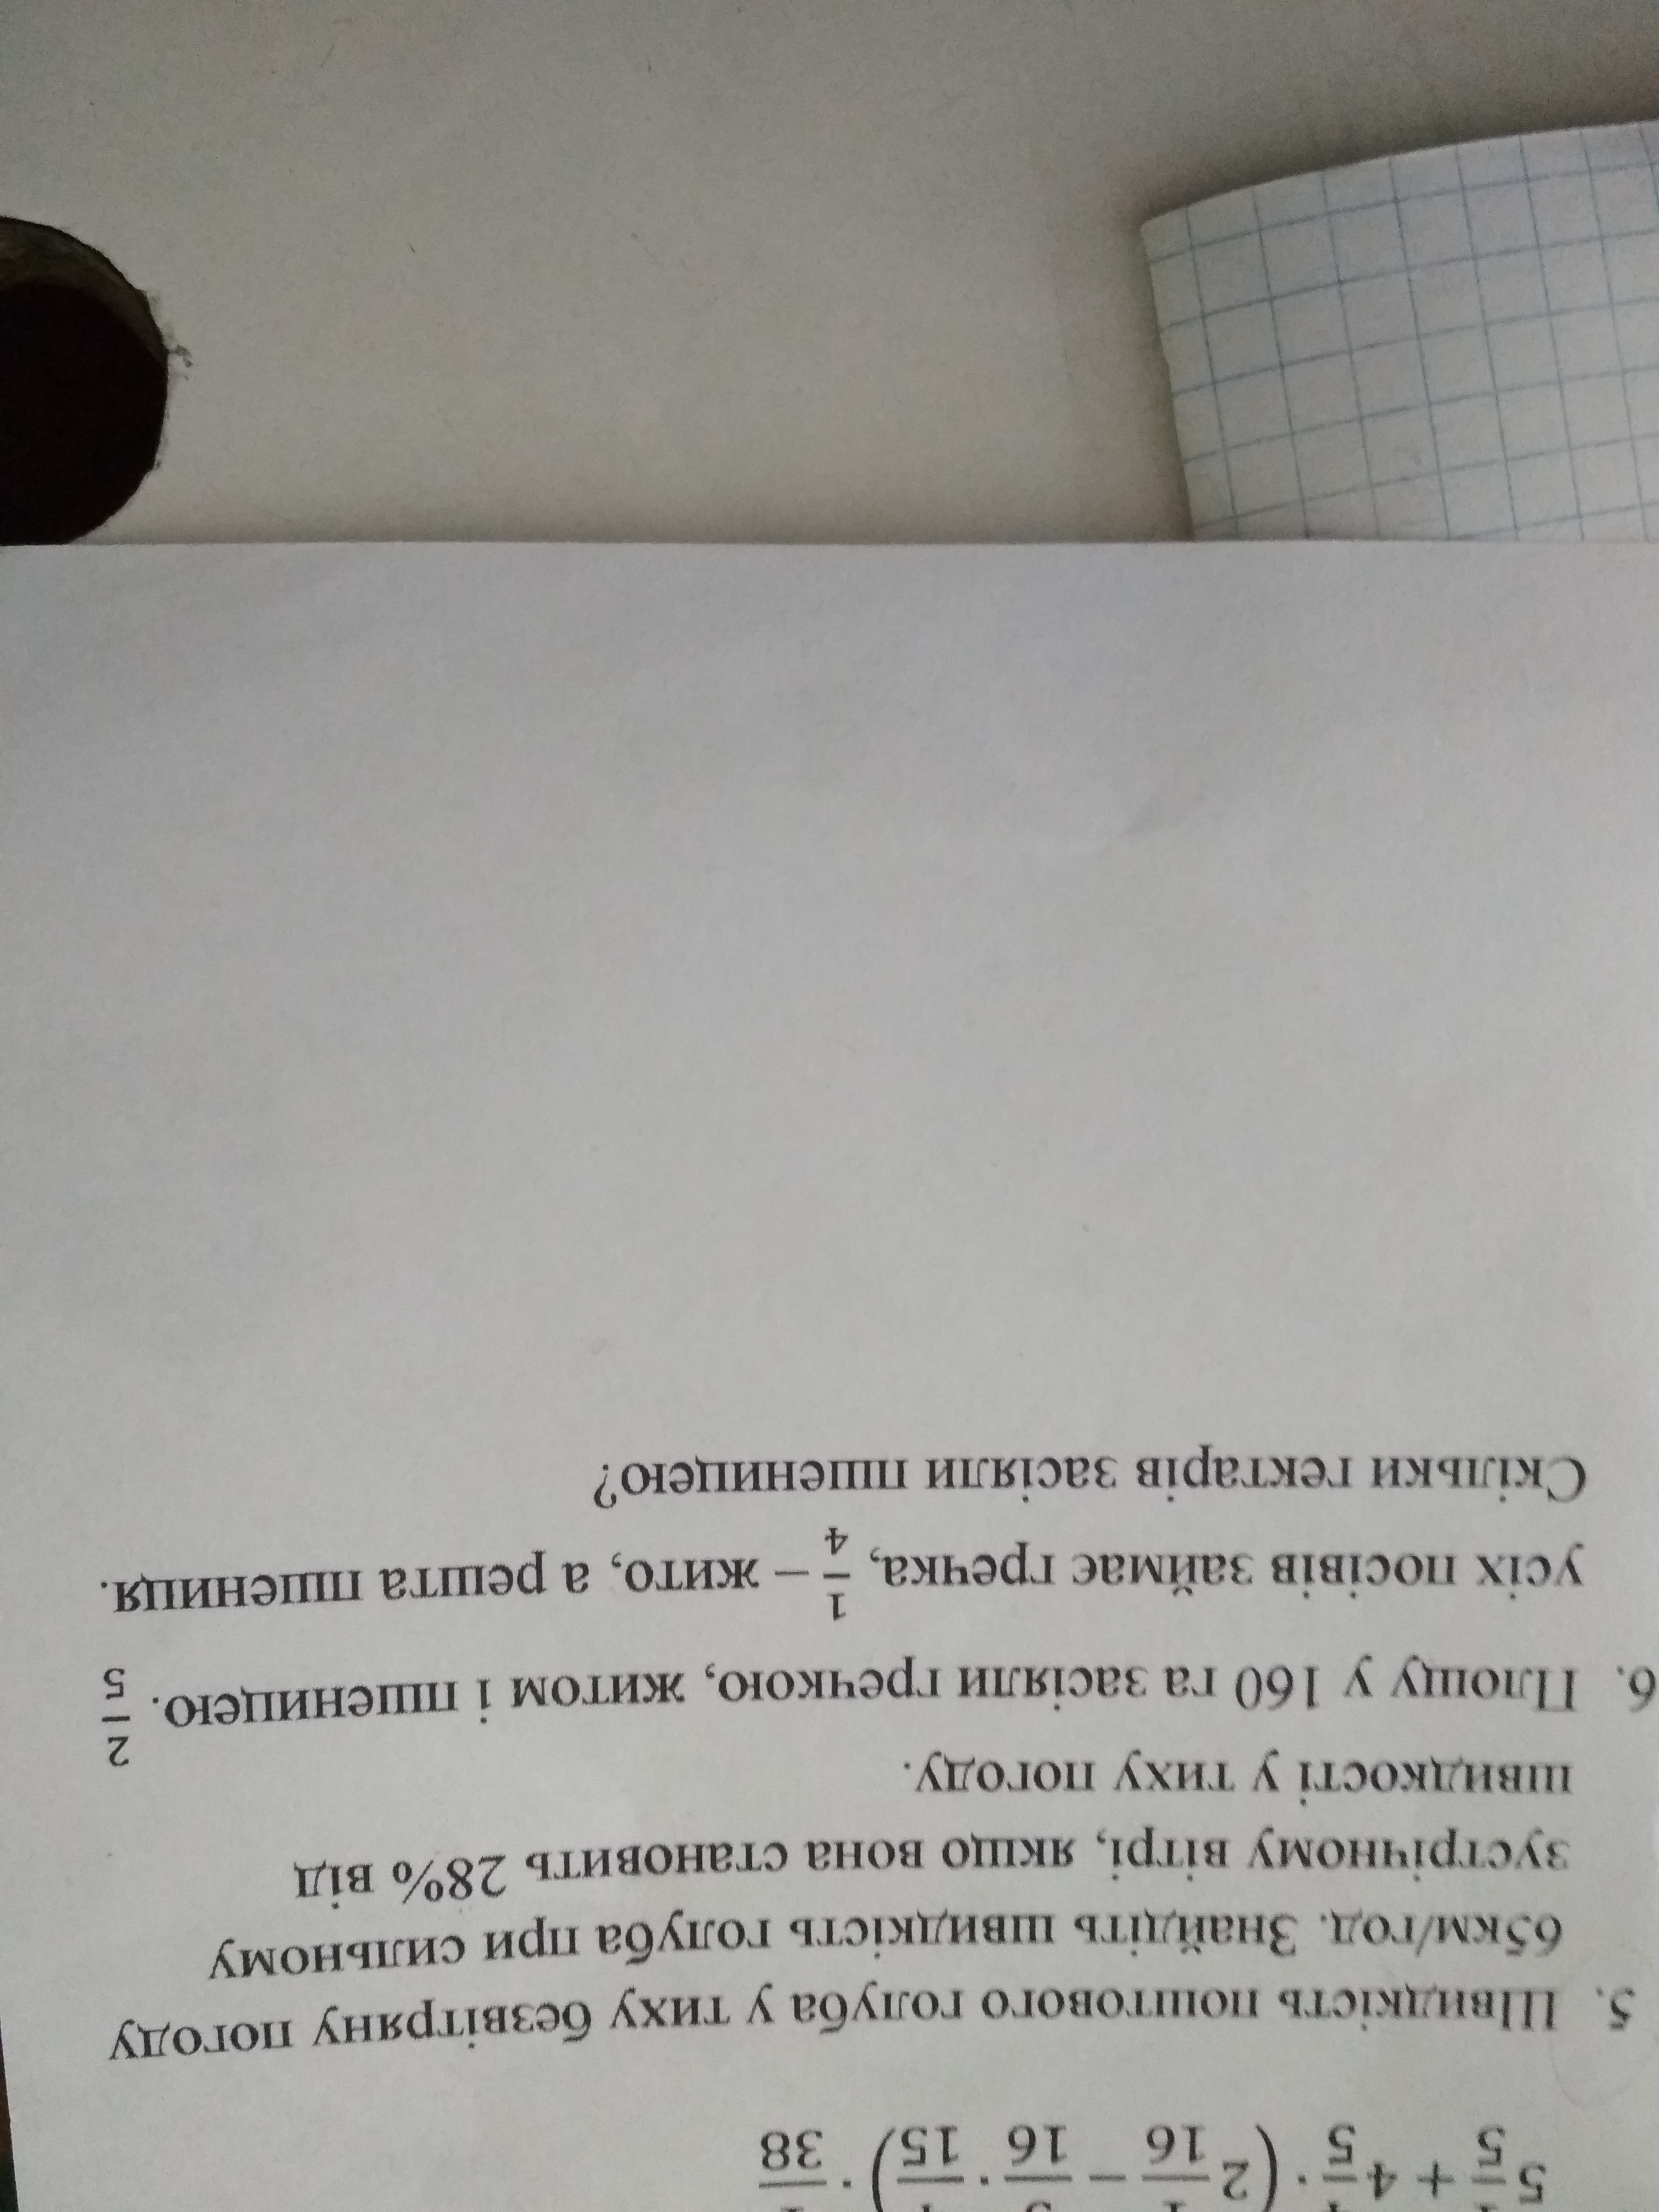 5. Швидкість поштового голуба у тиху безвітряну погоду
65км/год. Знайдіть швидкість голуба при сильному
зустрічному вітрі, якщо вона становить 28% від
швидкості у тиху погоду.
6. Площу у 160 га засіяли гречкою, житом і пшеницею. 2/5
усіх посівів займає гречка, 1/4 – жито, а решта пшениця.
Скільки гектарів засіяли пшеницею?